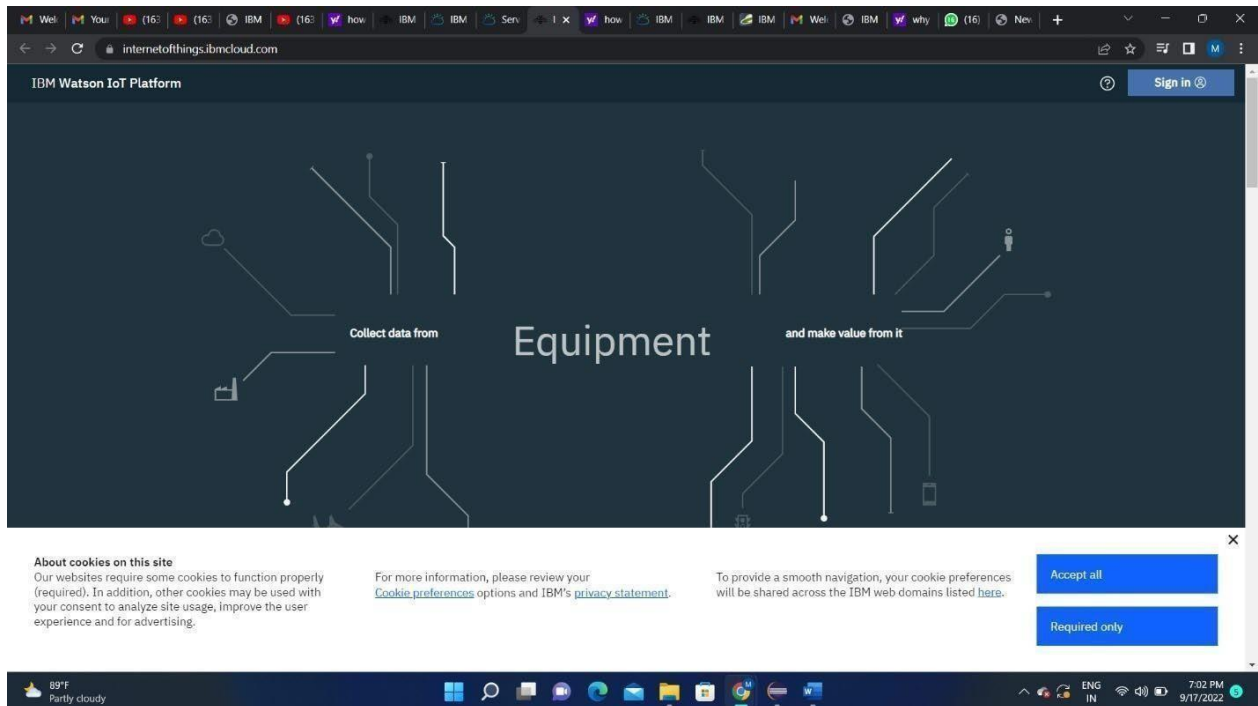 Wel
You
(163
(163
IBM
(163
how
IBM
IBM
Serv
I
how
IBM
IBM
IBM
Wel
IBM
why
(16)
New
internetofthings.ibmcloud.com
M
IBM Watson IoT Platform
Sign in
Collect data from
Equipment
and make value from it
About cookies on this site
Our websites require some cookies to function properly
(required). In addition, other cookies may be used with
your consent to analyze site usage, improve the user
experience and for advertising.
For more information, please review your
Cookie preferences options and IBM's privacy statement.
To provide a smooth navigation, your cookie preferences
will be shared across the IBM web domains listed here.
Accept all
Required only
89°F
Partly cloudy
ENG
IN
7:02 PM
9/17/2022
5